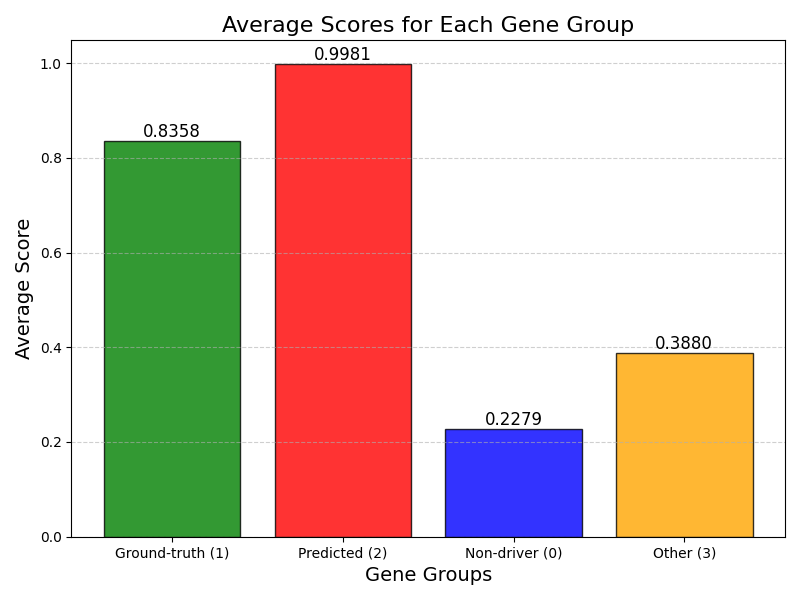 Average Scores for Each Gene Group
Average Score
1.0
0.8
0.6
0.4
0.2
0.0
0.8358
0.9981
0.2279
0.3880
Ground-truth (1)
Predicted (2)
Non-driver (0)
Other (3)
Gene Groups